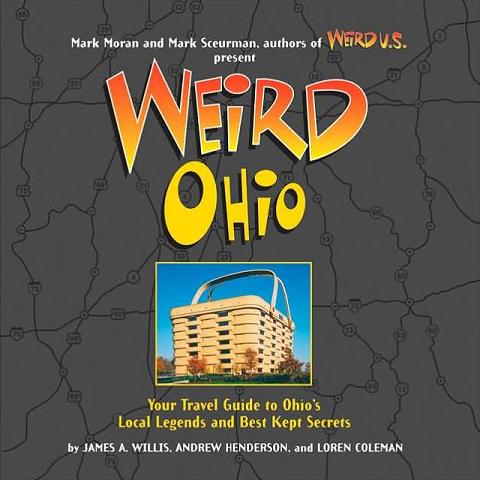 Mark Moran and Mark Sceurman, authors of WEiRD U.S.
present
WEiRD
OHiO
Your Travel Guide to Ohio's
Local Legends and Best Kept Secrets
by JAMES A. WILLIS, ANDREW HENDERSON, and LOREN COLEMAN